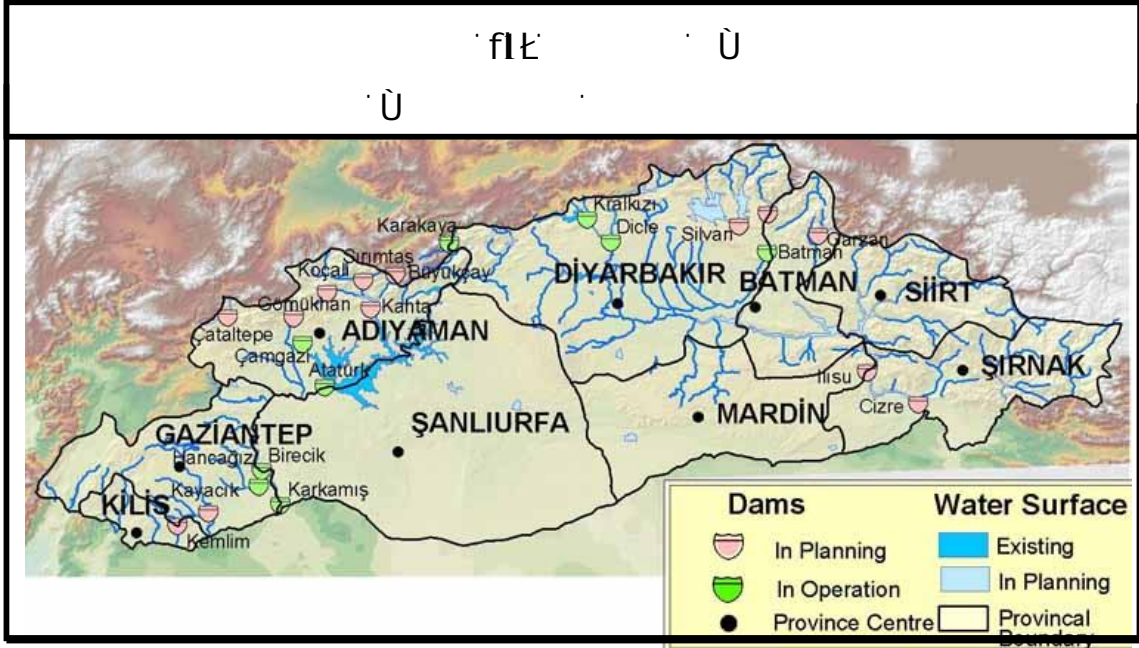 Karakaya
Kralkızı
Dicle
Silvan
Garzan
Batman
Sırımtaş
Koçali
Büyükçay
DİYARBAKIR
BATMAN
SİİRT
Gömükhan
Kahta
Çataltepe
ADIYAMAN
Çamgazi
Atatürk
Ilısu
ŞIRNAK
Cizre
MARDİN
ŞANLIURFA
GAZİANTEP
Hancağız
Birecik
Kayacık
Karkamış
KİLİS
Kemlim
Dams
Water Surface
In Planning
Existing
In Operation
In Planning
Province Centre
Provincal
Boundary